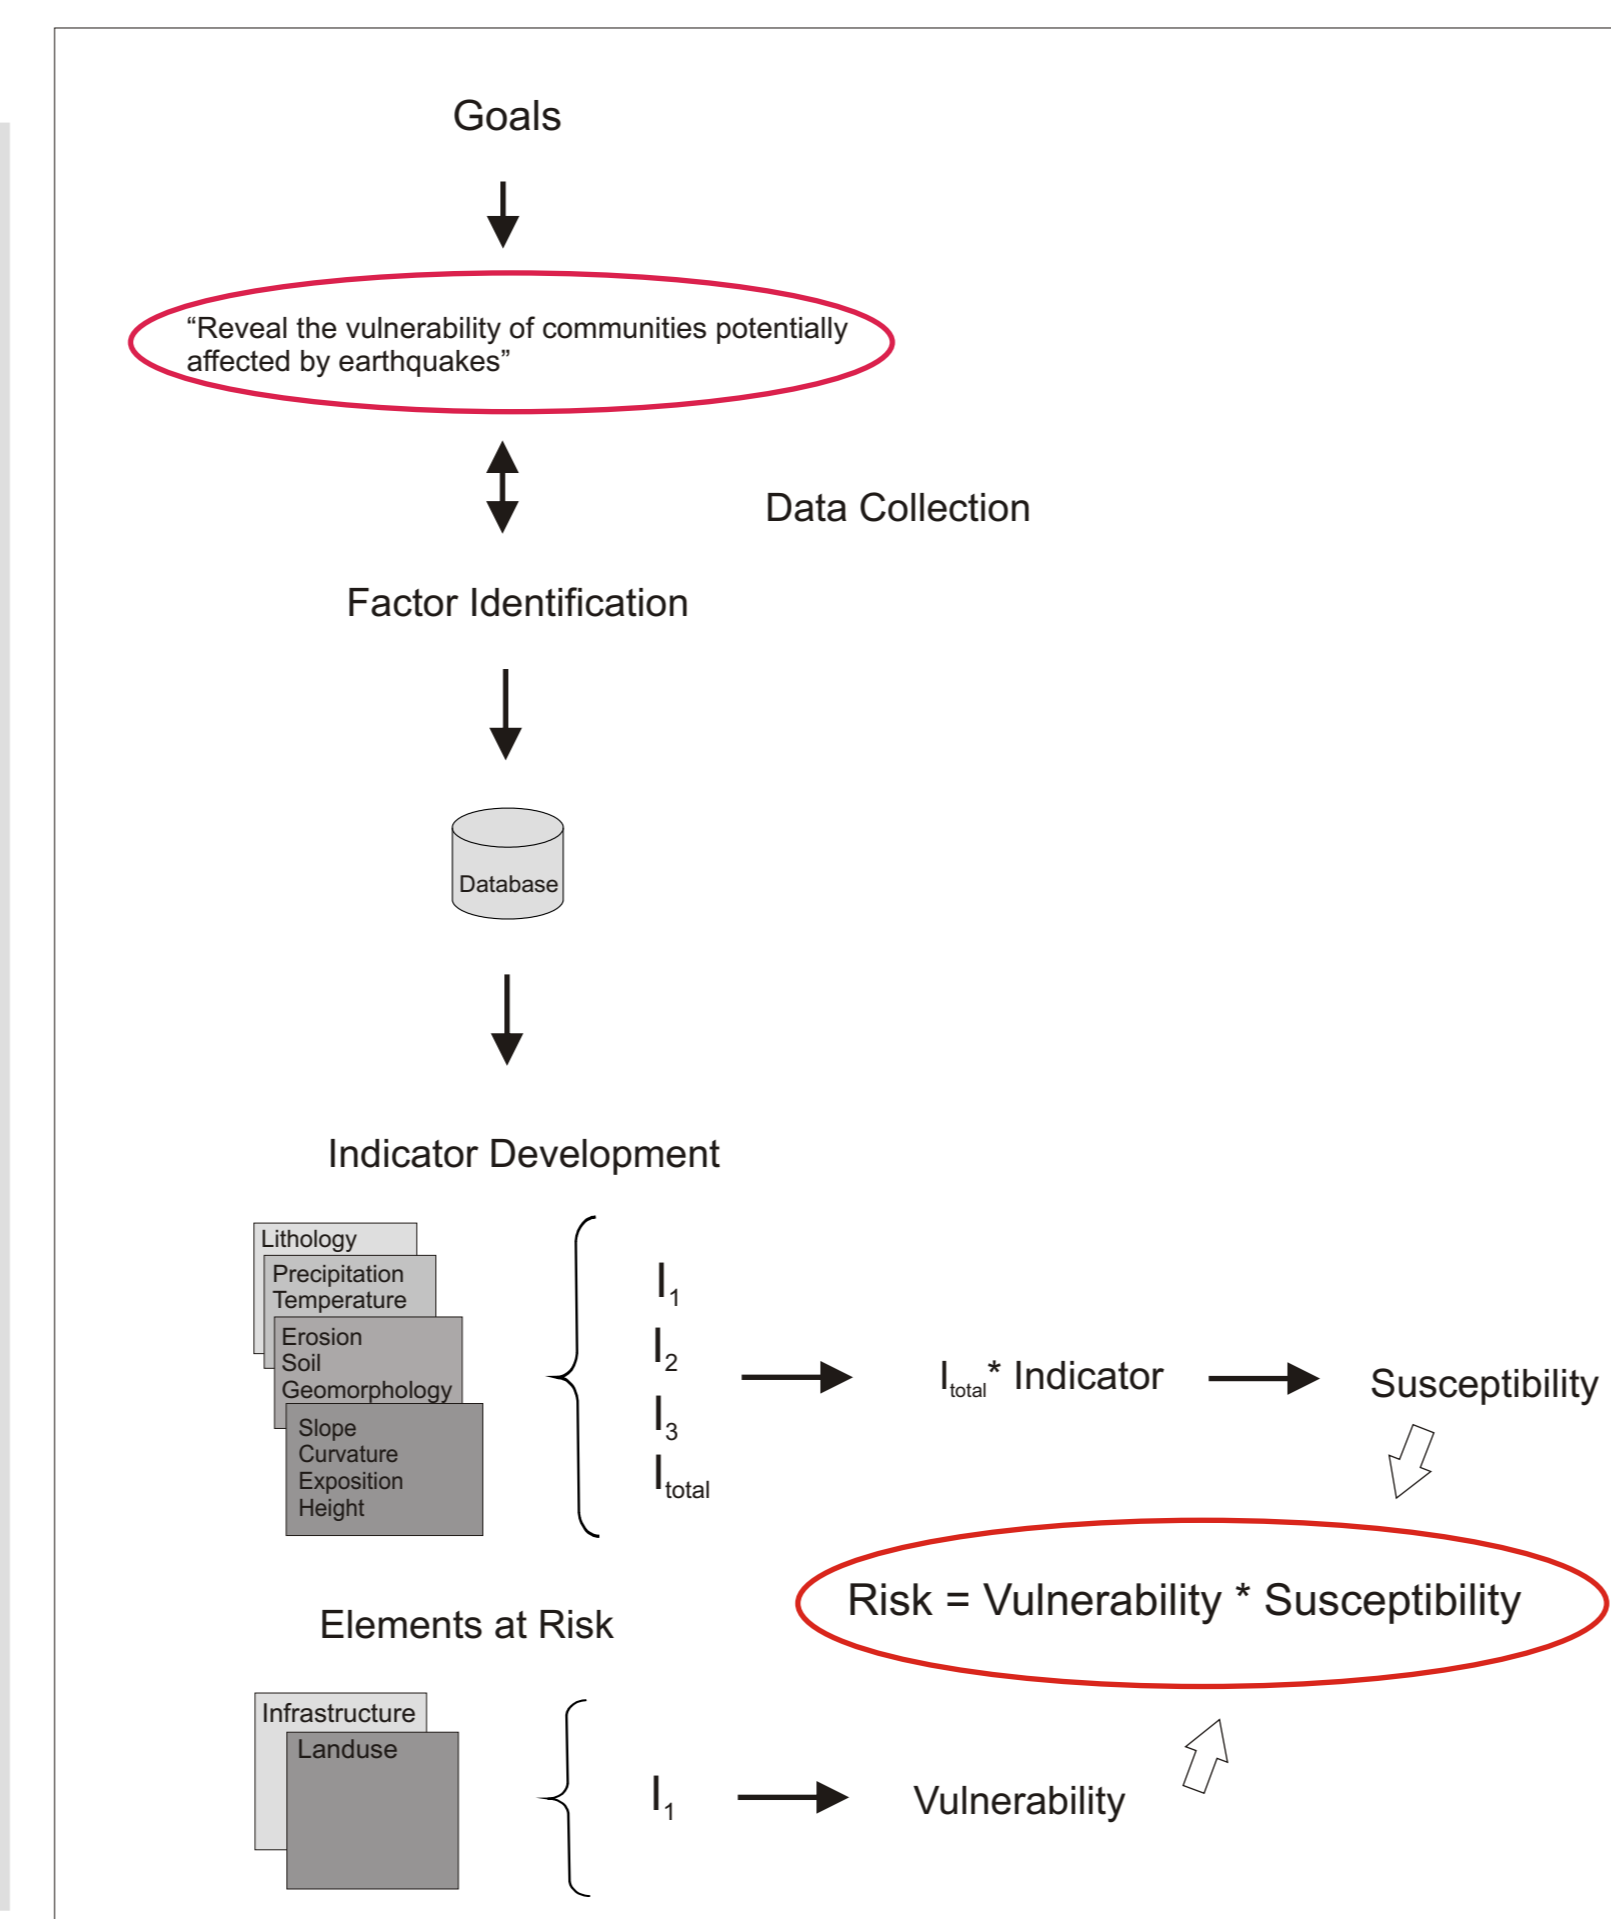 Goals
“Reveal the vulnerability of communities potentially
affected by earthquakes”
Data Collection
Factor Identification
Database
Indicator Development
Lithology
Precipitation
Temperature
Erosion
Soil
Geomorphology
Slope
Curvature
Exposition
Height
I1
I2
I3
Itotal
Itotal* Indicator
Susceptibility
Risk = Vulnerability * Susceptibility
Elements at Risk
Infrastructure
Landuse
I1
Vulnerability